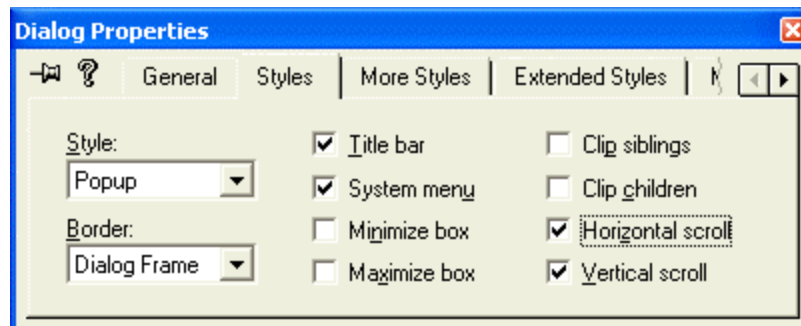 Dialog Properties
General Styles More Styles Extended Styles
Style:
Popup
Border:
Dialog Frame
Title bar
System menu
Minimize box
Maximize box
Clip siblings
Clip children
Horizontal scroll
Vertical scroll